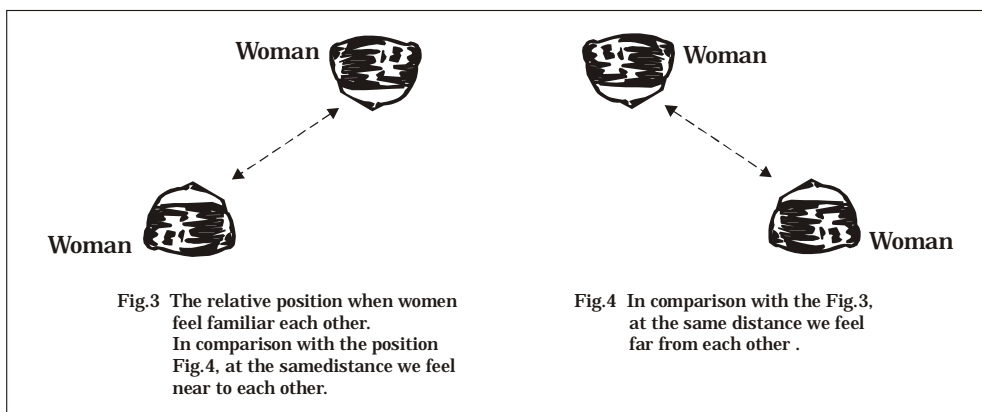 Woman
Woman
Fig.3 The relative position when women
feel familiar each other.
In comparison with the position
Fig.4, at the samedistance we feel
near to each other.
Woman
Woman
Fig.4 In comparison with the Fig.3,
at the same distance we feel
far from each other .